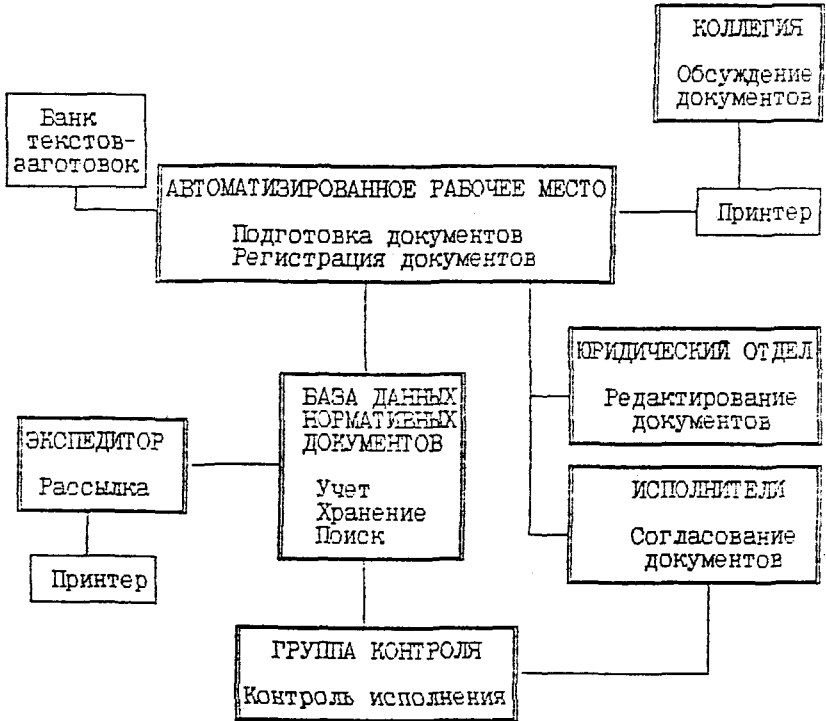 КОЛЛЕГИЯ
Обсуждение
документов
Банк
текстов-
заготовок
АВТОМАТИЗИРОВАННОЕ РАБОЧЕЕ МЕСТО
Подготовка документов
Регистрация документов
Принтер
ЮРИДИЧЕСКИЙ ОТДЕЛ
Редактирование
документов
БАЗА ДАННЫХ
НОРМАТИВНЫХ
ДОКУМЕНТОВ
Учет
Хранение
Поиск
ЭКСПЕДИТОР
Рассылка
Принтер
ИСПОЛНИТЕЛИ
Согласование
документов
ГРУППА КОНТРОЛЯ
Контроль исполнения